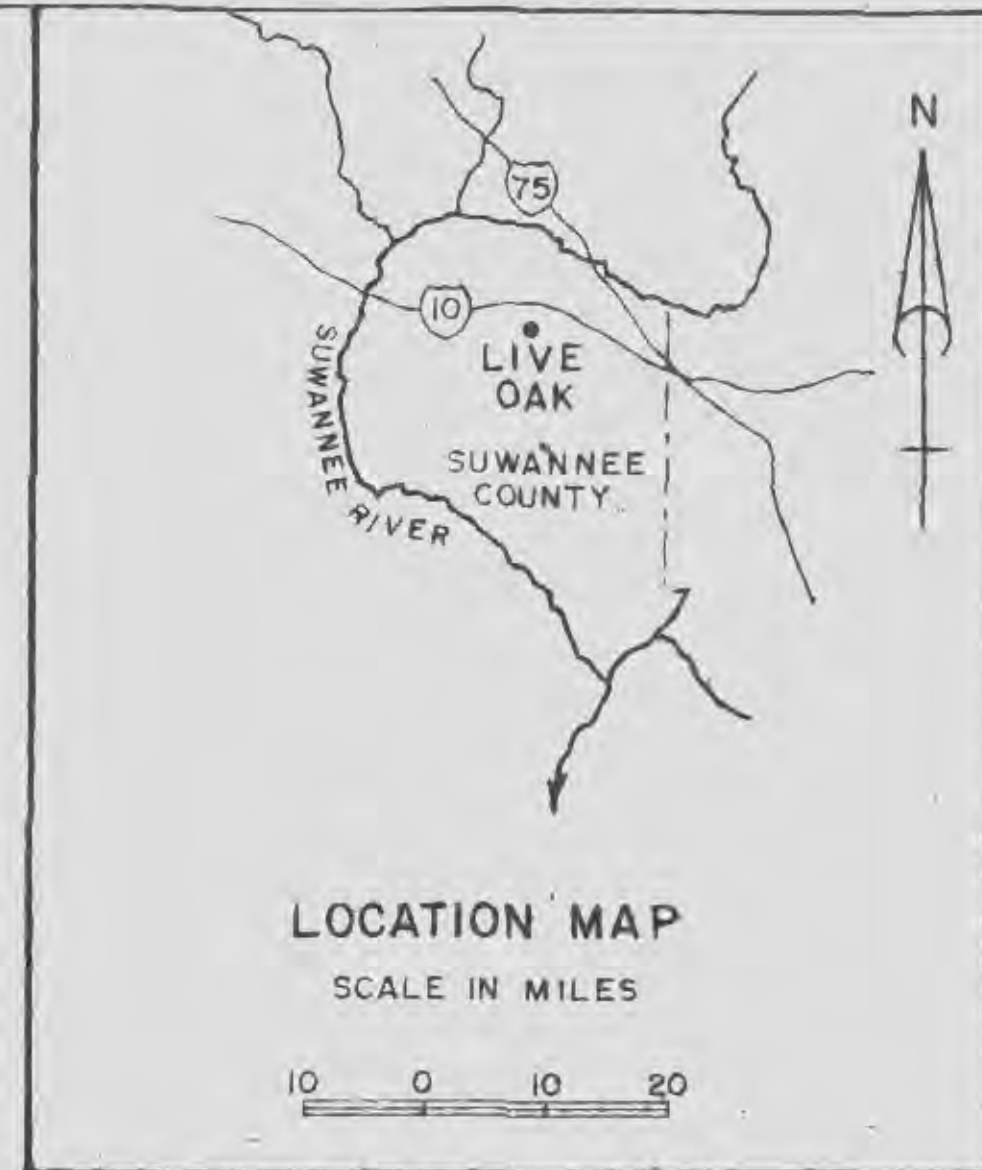 N
75
10
LIVE
OAK
SUWANNEE
COUNTY
SUWANNEE
RIVER
LOCATION MAP
SCALE IN MILES
10 0 10 20